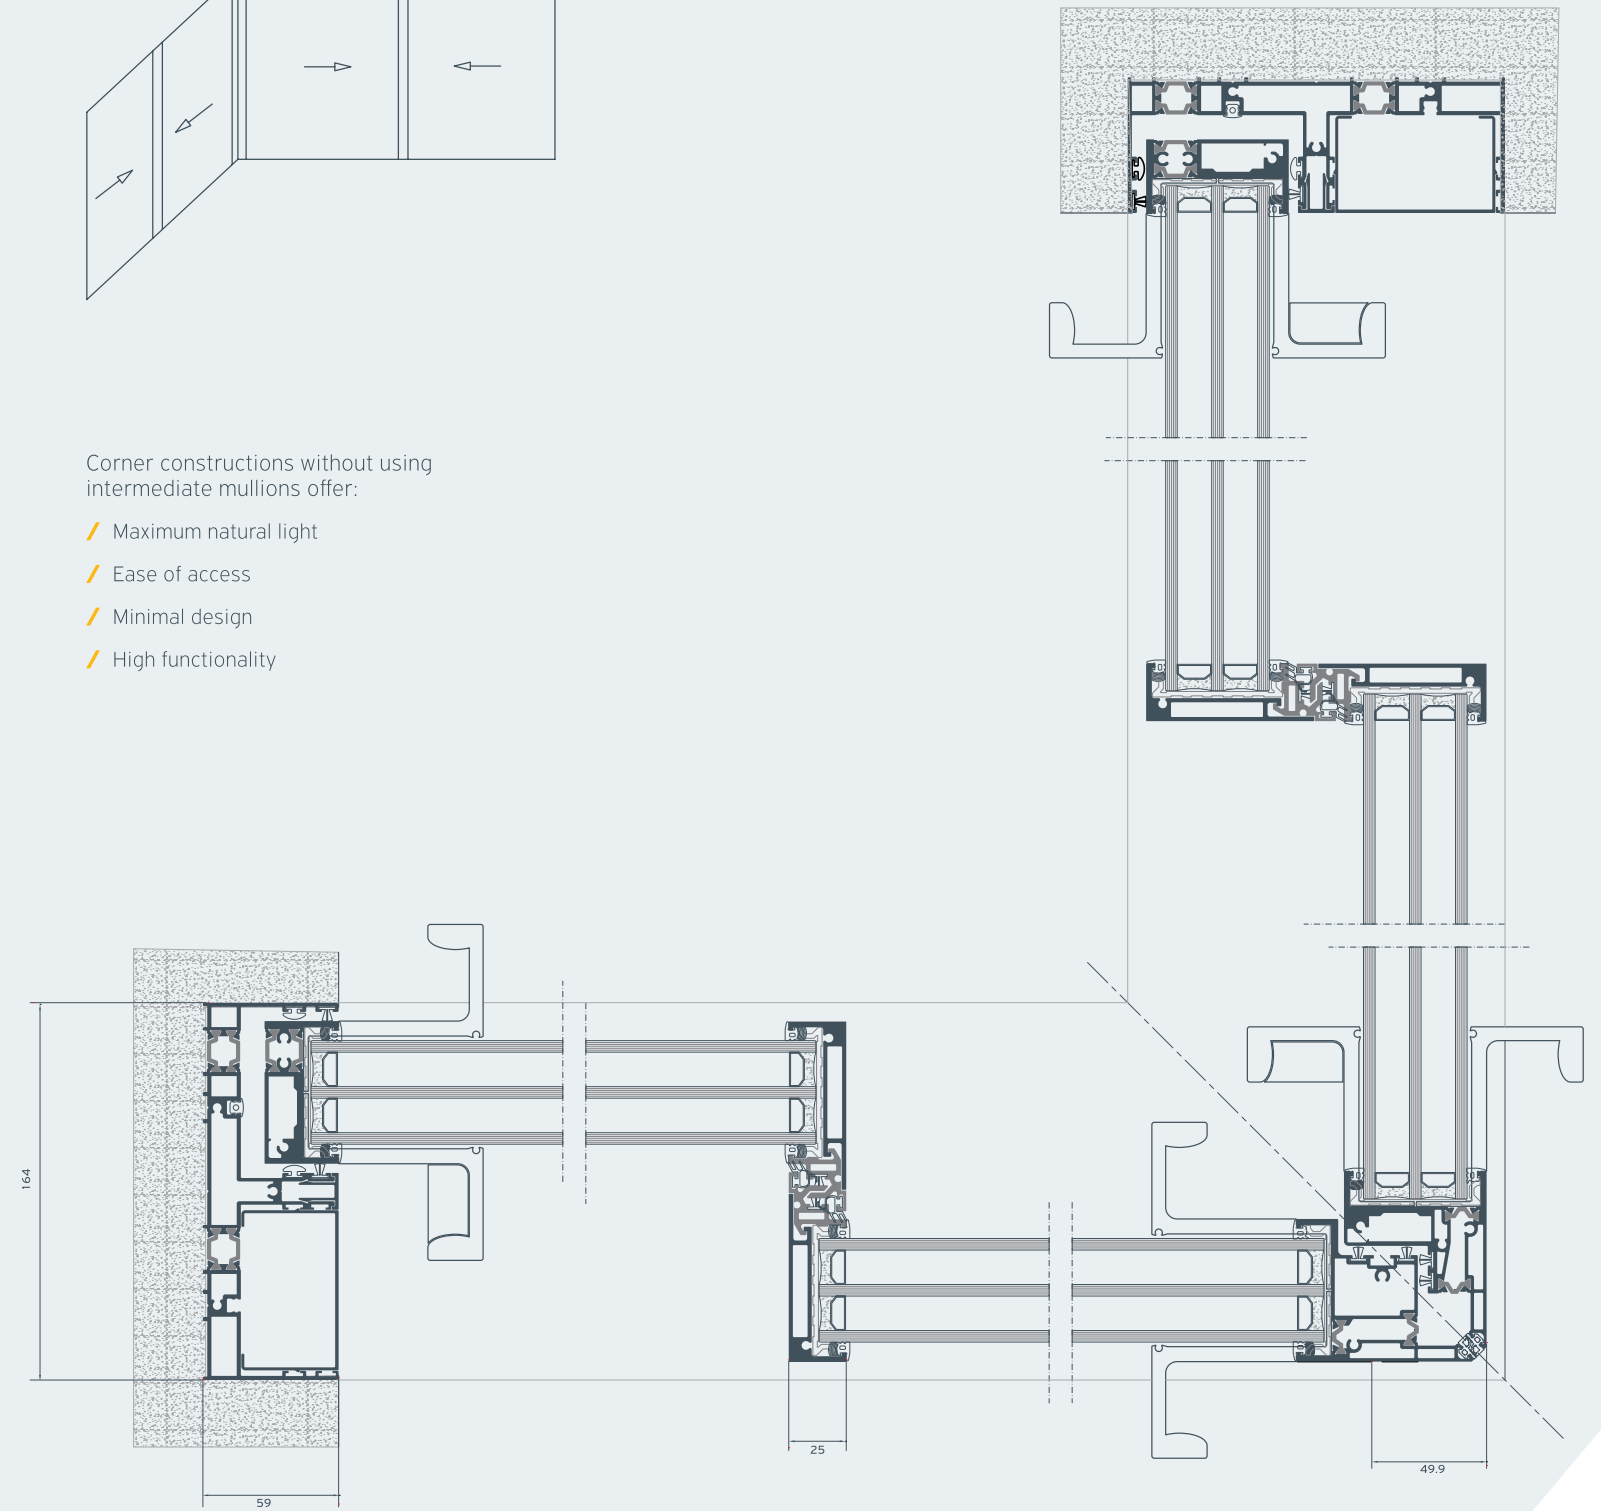 Corner constructions without using
intermediate mullions offer:
Maximum natural light
Ease of access
Minimal design
High functionality
164
59
25
49.9